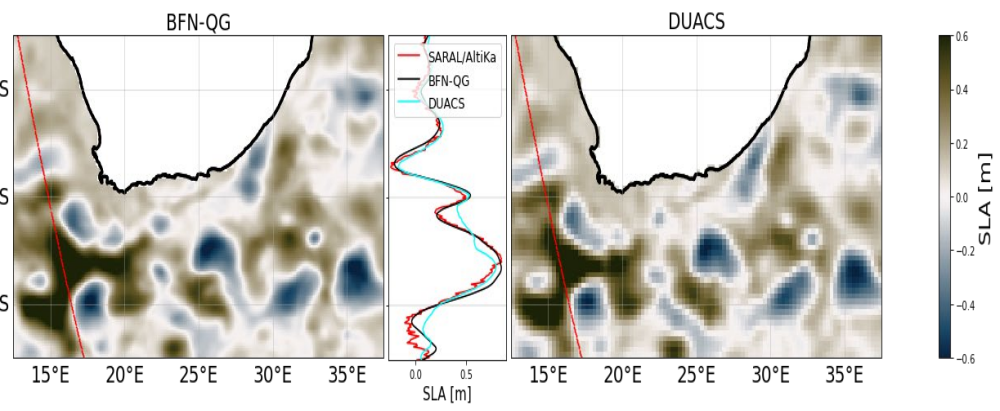 BFN-QG
DUACS
SARAL/AltiKa
BFN-QG
DUACS
S
S
S
15°E 20°E 25°E 30°E 35°E
0.0 0.5
SLA [m]
15°E 20°E 25°E 30°E 35°E
0.6
0.4
0.2
0.0
−0.2
−0.4
−0.6
SLA [m]